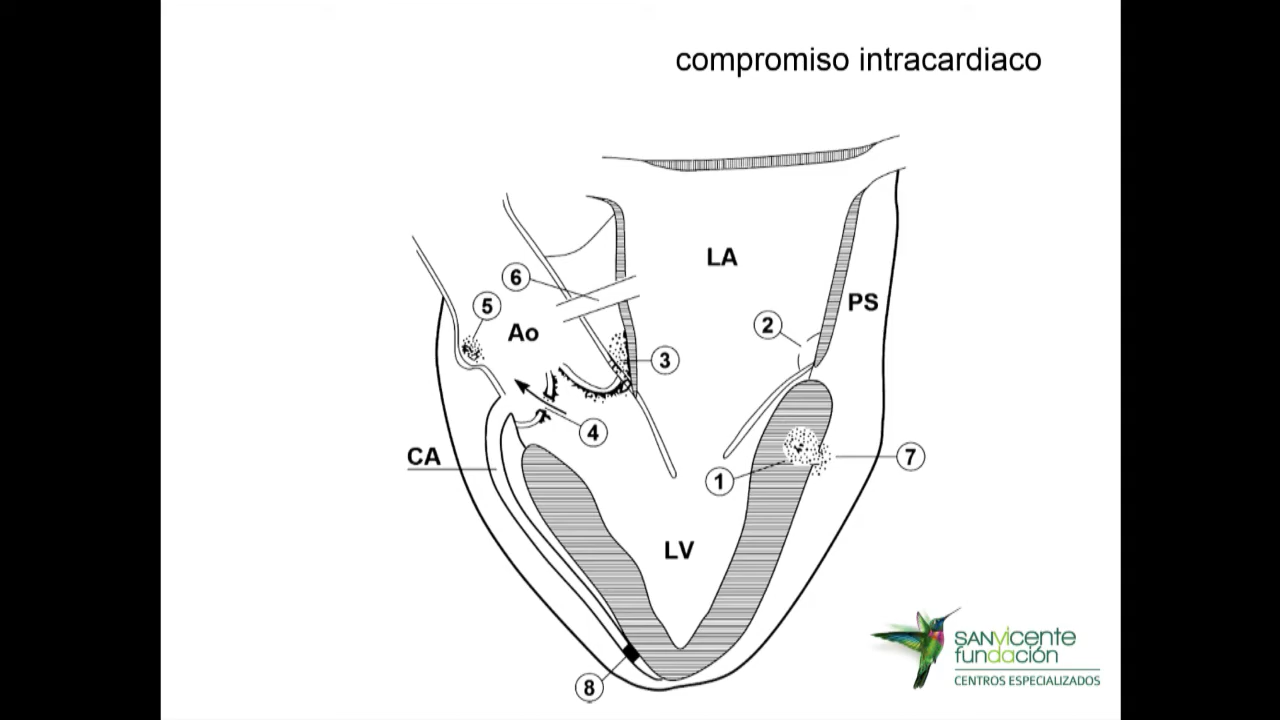 compromiso intracardiaco
LA
6
PS
5
Ao
2
3
4
CA
7
1
LV
8
SANVICENTE
fUNDACIÓN
CENTROS ESPECIALIZADOS